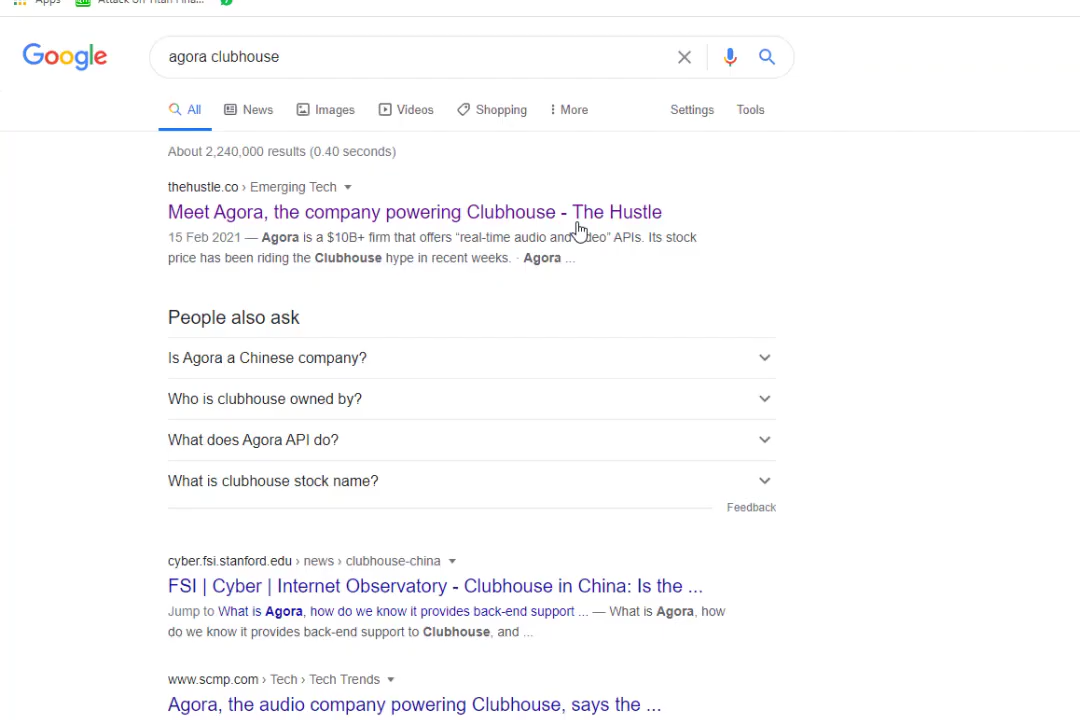 Apps
Google
agora clubhouse
All
News
Images
Videos
Shopping
More
Settings
Tools
About 2,240,000 results (0.40 seconds)
thehustle.co › Emerging Tech
Meet Agora, the company powering Clubhouse - The Hustle
15 Feb 2021 — Agora is a $10B+ firm that offers “real-time audio and APIs. Its stock
price has been riding the Clubhouse hype in recent weeks. · Agora ...
People also ask
Is Agora a Chinese company?
Who is clubhouse owned by?
What does Agora API do?
What is clubhouse stock name?
Feedback
cyber.fsi.stanford.edu › news › clubhouse-china
FSI | Cyber | Internet Observatory - Clubhouse in China: Is the ...
Jump to What is Agora, how do we know it provides back-end support ... — What is Agora, how
do we know it provides back-end support to Clubhouse, and ...
www.scmp.com › Tech › Tech Trends
Agora, the audio company powering Clubhouse, says the ...